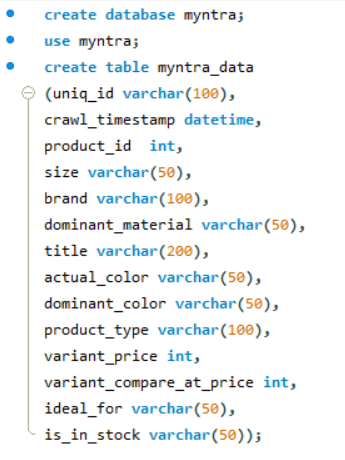 create database myntra;
use myntra;
create table myntra_data
(uniq_id varchar(100),
crawl_timestamp datetime,
product_id  int,
size varchar(50),
brand varchar(100),
dominant_material varchar(50),
title varchar(200),
actual_color varchar(50),
dominant_color varchar(50),
product_type varchar(100),
variant_price int,
variant_compare_at_price int,
ideal_for varchar(50),
is_in_stock varchar(50));